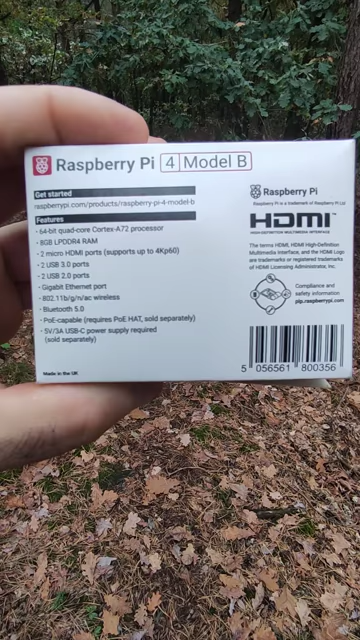 Raspberry Pi 4 Model B
Get started
raspberrypi.com/products/raspberry-pi-4-model-b
Features
· 64-bit quad-core Cortex-A72 processor
· 8GB LPDDR4 RAM
· 2 micro HDMI ports (supports up to 4Kp60)
· 2 USB 3.0 ports
· 2 USB 2.0 ports
· Gigabit Ethernet port
· 802.11b/g/n/ac wireless
· Bluetooth 5.0
· PoE-capable (requires PoE HAT, sold separately)
· 5V/3A USB-C power supply required
(sold separately)
Made in the UK
Raspberry Pi
Raspberry Pi is a trademark of Raspberry Pi Ltd
HDMI™
HIGH-DEFINITION MULTIMEDIA INTERFACE
The terms HDMI, HDMI High-Definition
Multimedia Interface, and the HDMI Logo
are trademarks or registered trademarks
of HDMI Licensing Administrator, Inc.
Compliance and
safety information
pip.raspberrypi.com
5 056561 800356